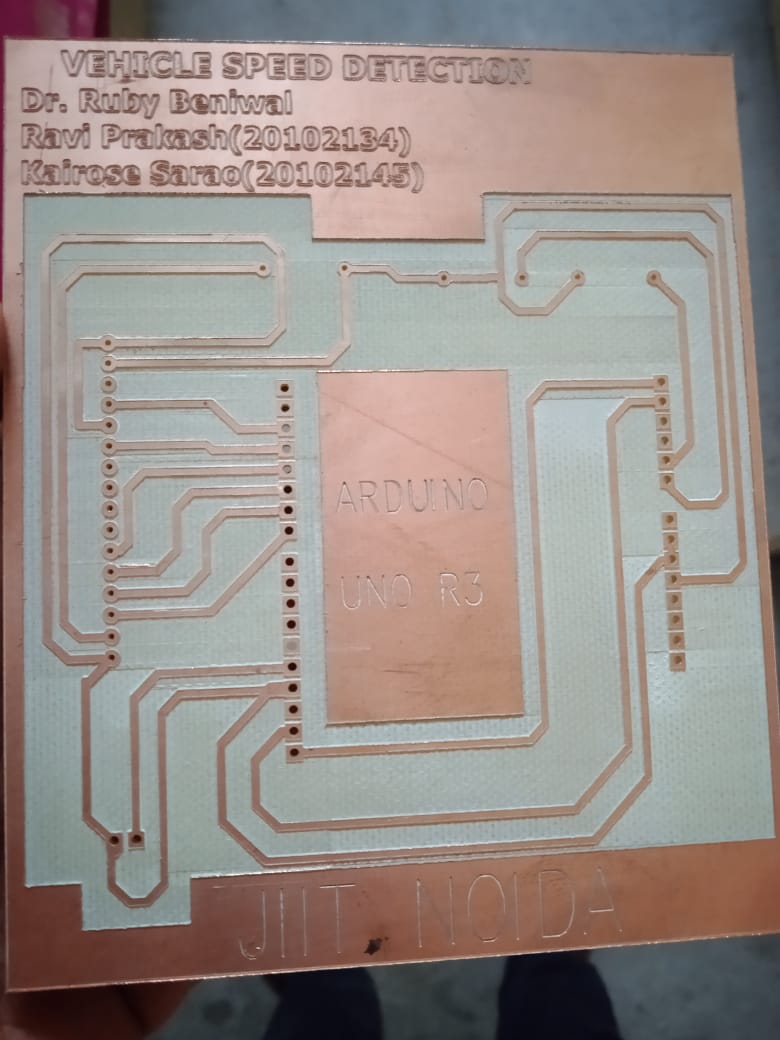 VEHICLE SPEED DETECTION
Dr. Ruby Beniwal
Ravi Prakash(20102134)
Kairose Sarao(20102145)
ARDUINO
UNO R3
JIIT, NOIDA